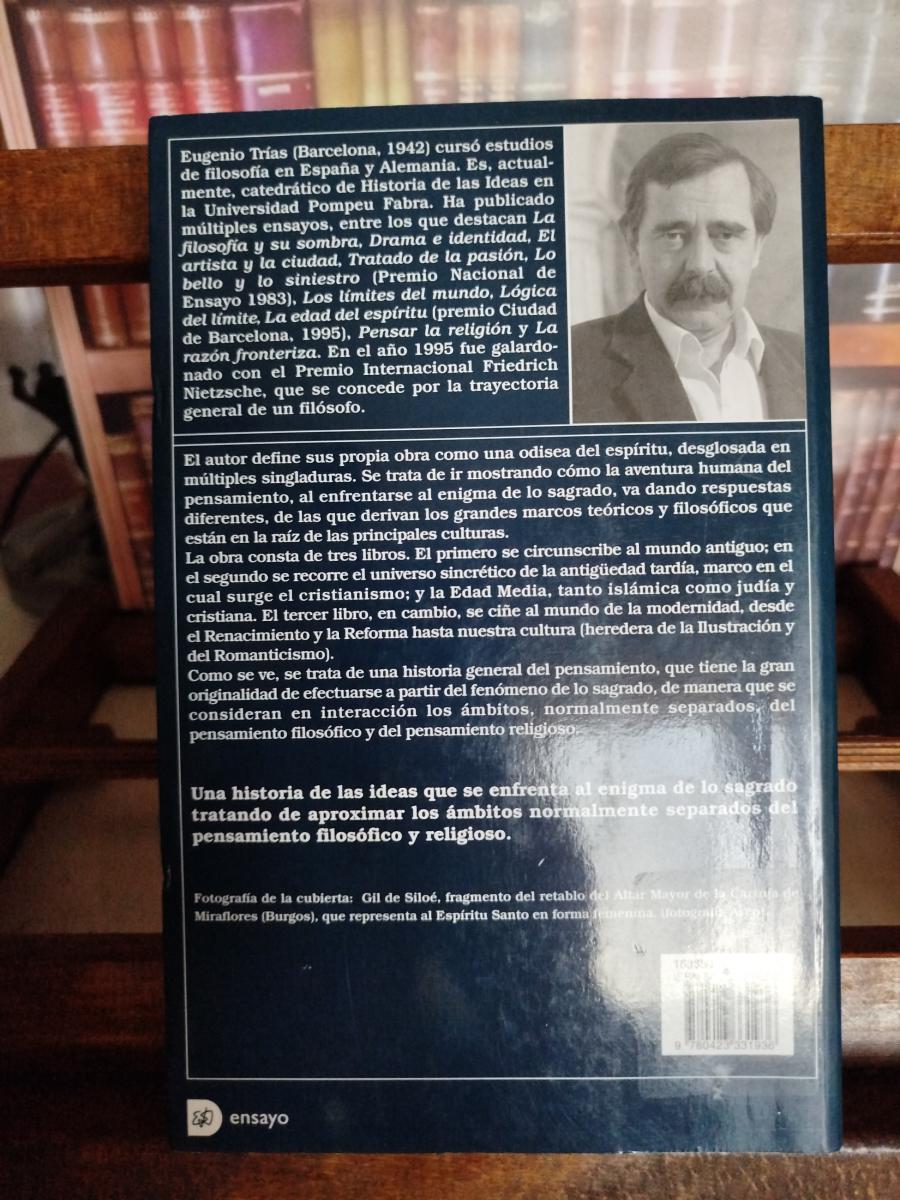 Eugenio Trías (Barcelona, 1942) cursó estudios
de filosofía en España y Alemania. Es, actual-
mente, catedrático de Historia de las Ideas en
la Universidad Pompeu Fabra. Ha publicado
múltiples ensayos, entre los que destacan La
filosofía y su sombra, Drama e identidad, El
artista y la ciudad, Tratado de la pasión, Lo
bello y lo siniestro (Premio Nacional de
Ensayo 1983), Los límites del mundo, Lógica
del límite, La edad del espíritu (premio Ciudad
de Barcelona, 1995), Pensar la religión y La
razón fronteriza. En el año 1995 fue galardo-
nado con el Premio Internacional Friedrich
Nietzsche, que se concede por la trayectoria
general de un filósofo.
El autor define sus propia obra como una odisea del espíritu, desglosada en
múltiples singladuras. Se trata de ir mostrando cómo la aventura humana del
pensamiento, al enfrentarse al enigma de lo sagrado, va dando respuestas
diferentes, de las que derivan los grandes marcos teóricos y filosóficos que
están en la raíz de las principales culturas.
La obra consta de tres libros. El primero se circunscribe al mundo antiguo; en
el segundo se recorre el universo sincrético de la antigüedad tardía, marco en el
cual surge el cristianismo; y la Edad Media, tanto islámica como judía y
cristiana. El tercer libro, en cambio, se ciñe al mundo de la modernidad, desde
el Renacimiento y la Reforma hasta nuestra cultura (heredera de la Ilustración y
del Romanticismo).
Como se ve, se trata de una historia general del pensamiento, que tiene la gran
originalidad de efectuarse a partir del fenómeno de lo sagrado, de manera que se
consideran en interacción los ámbitos, normalmente separados, del
pensamiento filosófico y del pensamiento religioso.
Una historia de las ideas que se enfrenta al enigma de lo sagrado
tratando de aproximar los ámbitos normalmente separados del
pensamiento filosófico y religioso.
Fotografía de la cubierta: Gil de Siloé, fragmento del retablo del Altar Mayor de la Cartuja de
Miraflores (Burgos), que representa al Espíritu Santo en forma femenina.
9 780423 331936
ensayo